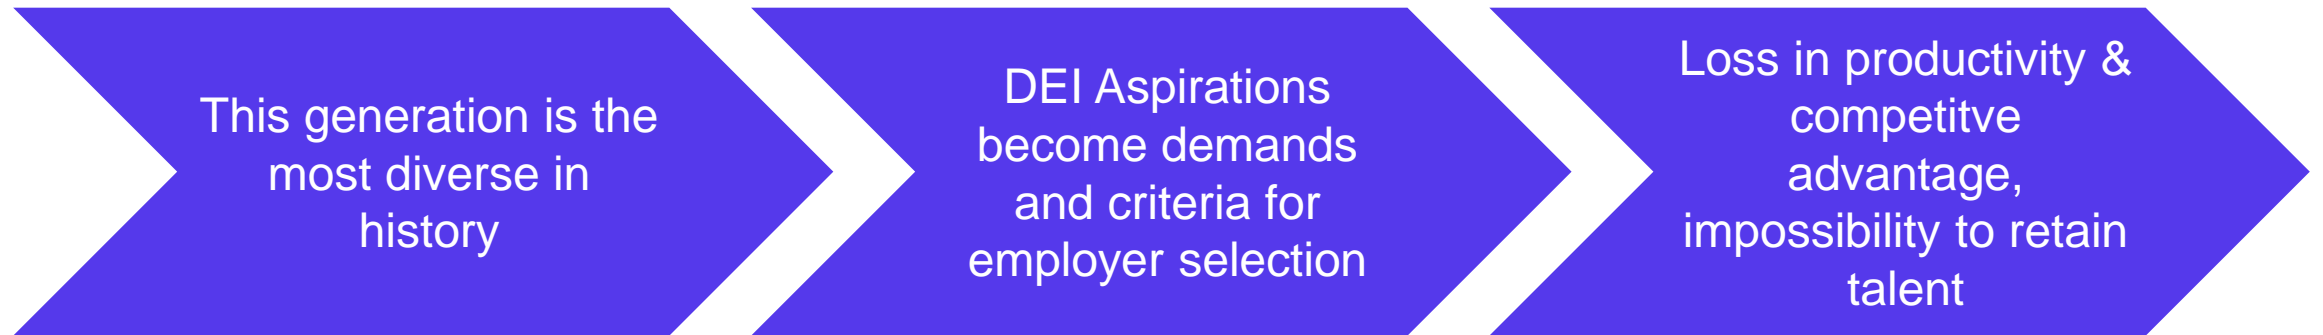 This generation is the
most diverse in
history
DEI Aspirations
become demands
and criteria for
employer selection
Loss in productivity &
competitve
advantage,
impossibility to retain
talent